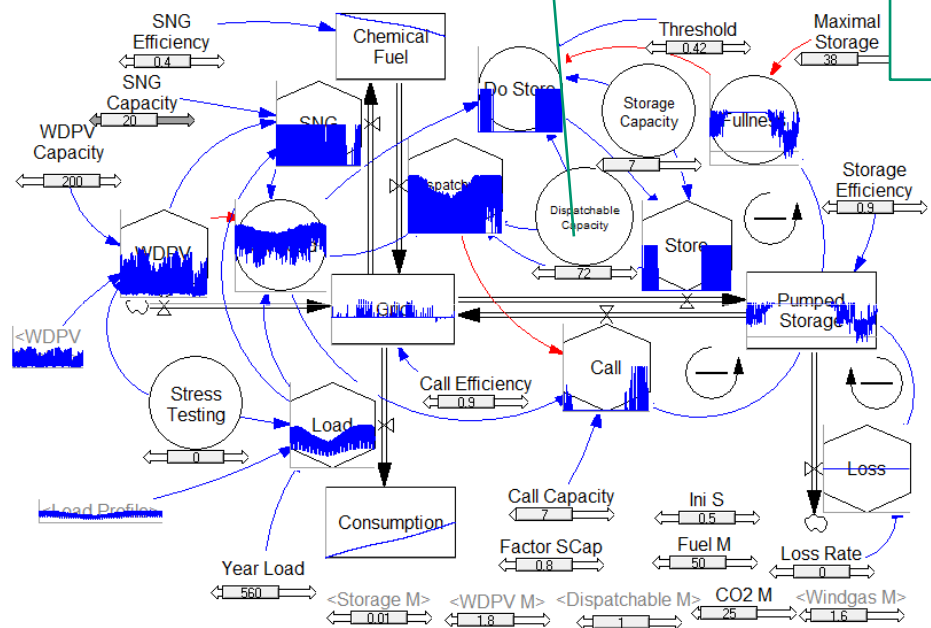 SNG
Efficiency
0.4
Chemical
Fuel
Threshold
0.42
Maximal
Storage
38
SNG
Capacity
20
Do Store
Storage
Capacity
7
WDPV
Capacity
200
SNG
Storage
Efficiency
0.9
Dispatchable
Capacity
72
Store
WDPV
Pumped
Storage
<WDPV
Call Efficiency
0.9
Call
Stress
Testing
0
Load
Loss
<Load Profile>
Consumption
Call Capacity
7
Ini S
0.5
Year Load
560
Factor SCap
0.8
Fuel M
50
Loss Rate
0
<Storage M>
0.01
<WDPV M>
1.8
<Dispatchable M>
1
CO2 M
25
<Windgas M>
1.6